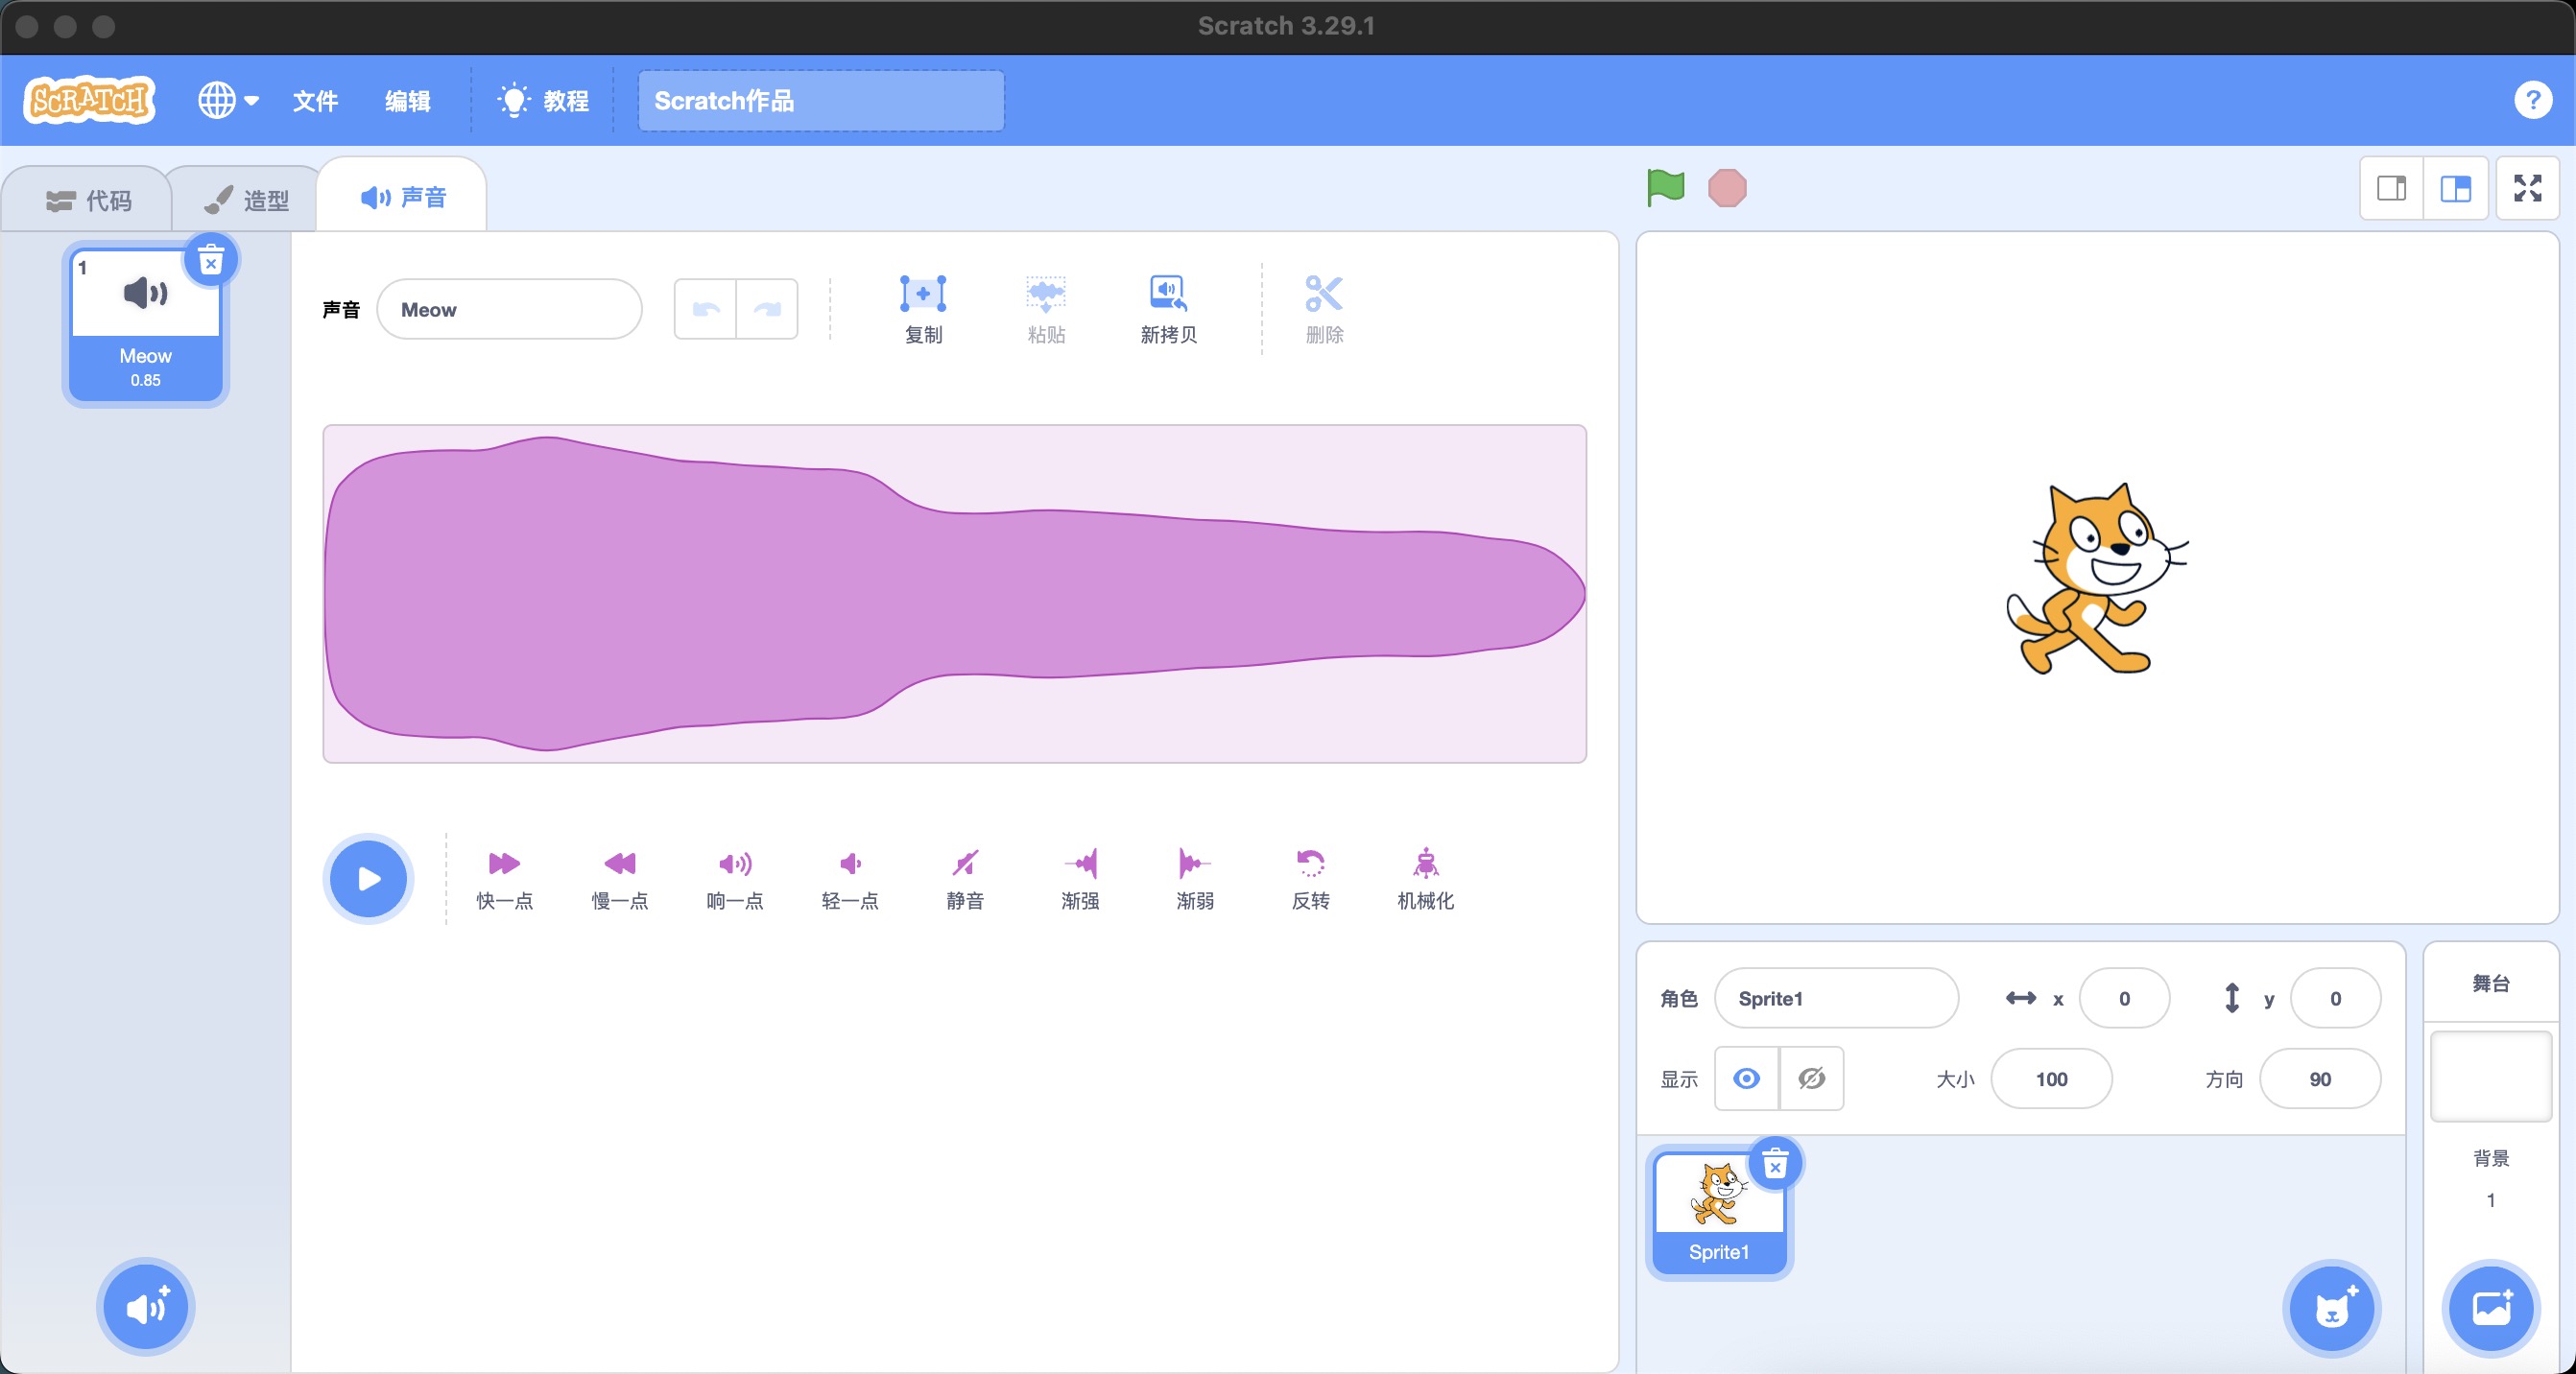 Scratch 3.29.1
SCRATCH
文件
编辑
教程
Scratch作品
?
代码
造型
声音
1
Meow
0.85
声音
Meow
复制
粘贴
新拷贝
删除
快一点
慢一点
响一点
轻一点
静音
渐强
渐弱
反转
机械化
角色
Sprite1
x
0
y
0
显示
大小
100
方向
90
Sprite1
舞台
背景
1